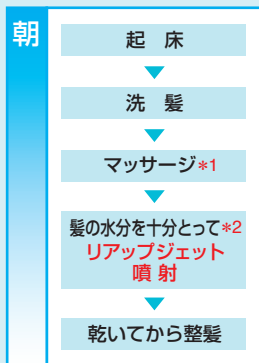 朝
起 床
洗 髪
マッサージ*1
髪の水分を十分とって*2
リアップジェット
噴 射
乾いてから整髪